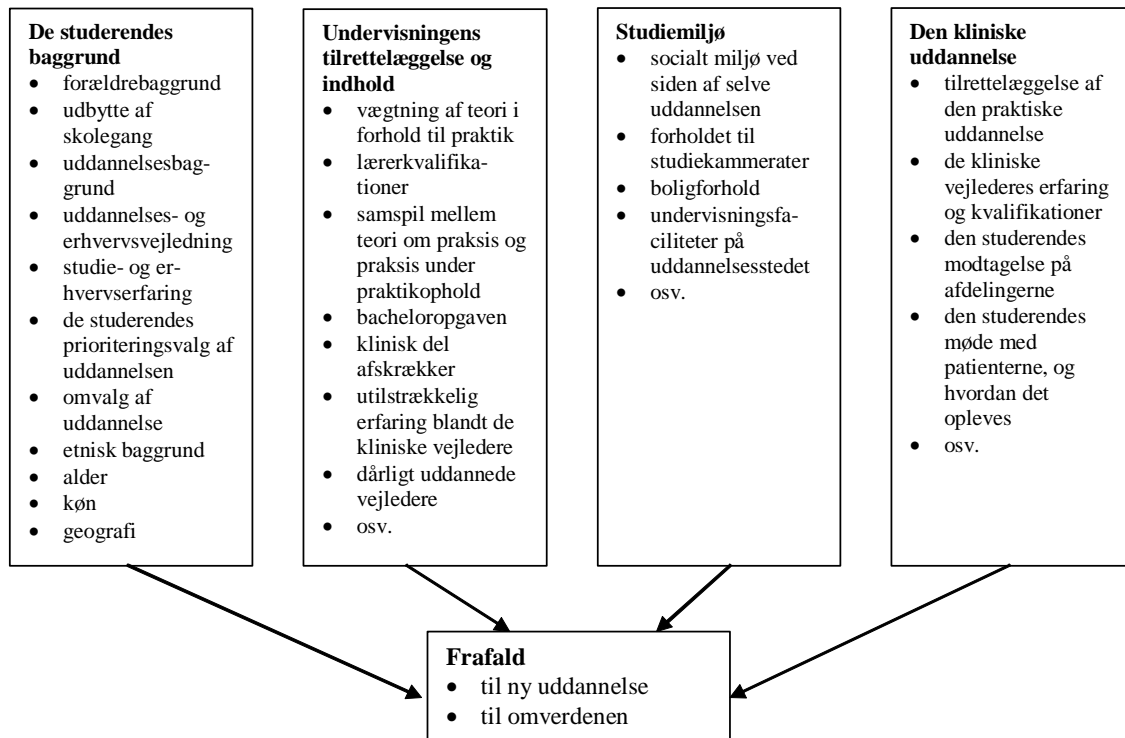 De studerendes
baggrund
• forældrebaggrund
• udbytte af
skolegang
• uddannelsesbag-
grund
• uddannelses- og
erhvervsvejledning
• studie- og er-
hvervserfaring
• de studerendes
prioriteringsvalg af
uddannelsen
• omvalg af
uddannelse
• etnisk baggrund
• alder
• køn
• geografi
Undervisningens
tilrettelæggelse og
indhold
• vægtning af teori i
forhold til praktik
• lærerkvalifika-
tioner
• samspil mellem
teori om praksis og
praksis under
praktikophold
• bacheloropgaven
• klinisk del
afskrækker
• utilstrækkelig
erfaring blandt de
kliniske vejledere
• dårligt uddannede
vejledere
• osv.
Studiemiljø
• socialt miljø ved
siden af selve
uddannelsen
• forholdet til
studiekammerater
• boligforhold
• undervisningsfa-
ciliteter på
uddannelsesstedet
• osv.
Den kliniske
uddannelse
• tilrettelæggelse af
den praktiske
uddannelse
• de kliniske
vejlederes erfaring
og kvalifikationer
• den studerendes
modtagelse på
afdelingerne
• den studerendes
møde med
patienterne, og
hvordan det
opleves
• osv.
Frafald
• til ny uddannelse
• til omverdenen